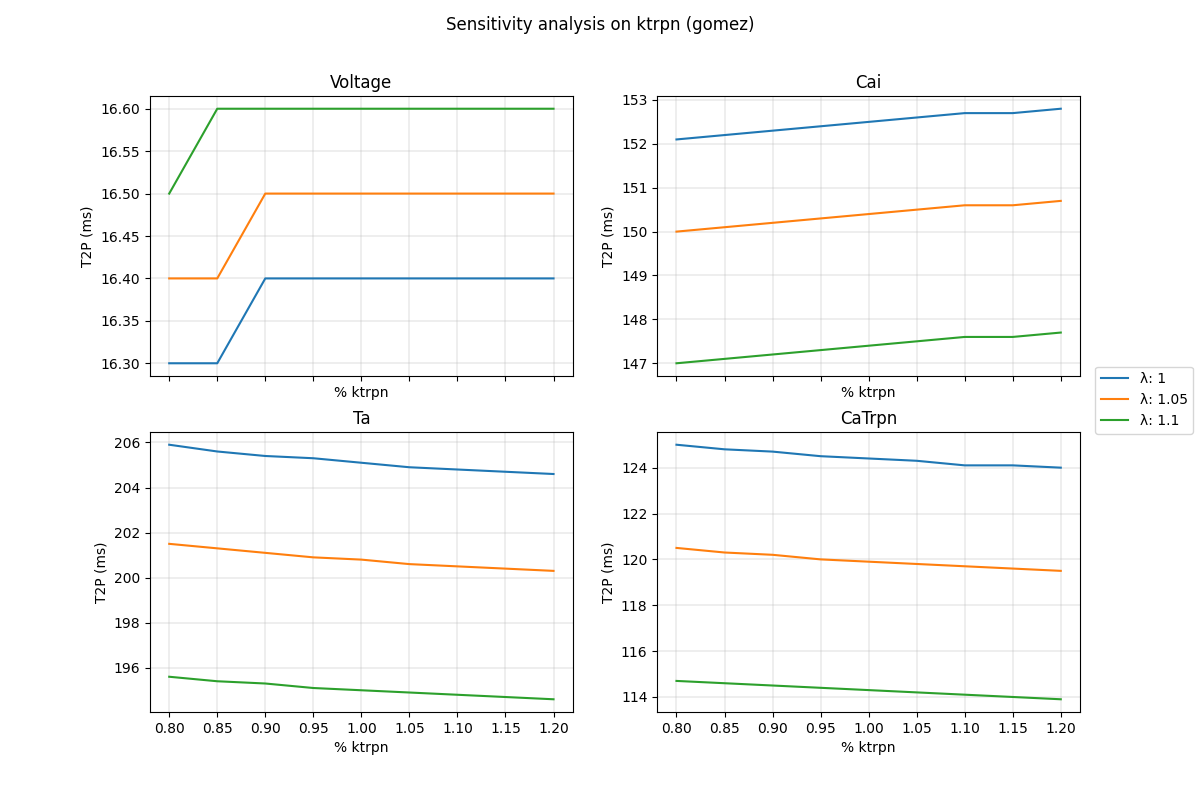 Sensitivity analysis on ktrpn (gomez)
Voltage
16.60
16.55
16.50
16.45
16.40
16.35
16.30
T2P (ms)
% ktrpn
Cai
153
152
151
150
149
148
147
T2P (ms)
% ktrpn
λ: 1
λ: 1.05
λ: 1.1
Ta
206
204
202
200
198
196
T2P (ms)
0.80 0.85 0.90 0.95 1.00 1.05 1.10 1.15 1.20
% ktrpn
CaTrpn
124
122
120
118
116
114
T2P (ms)
0.80 0.85 0.90 0.95 1.00 1.05 1.10 1.15 1.20
% ktrpn